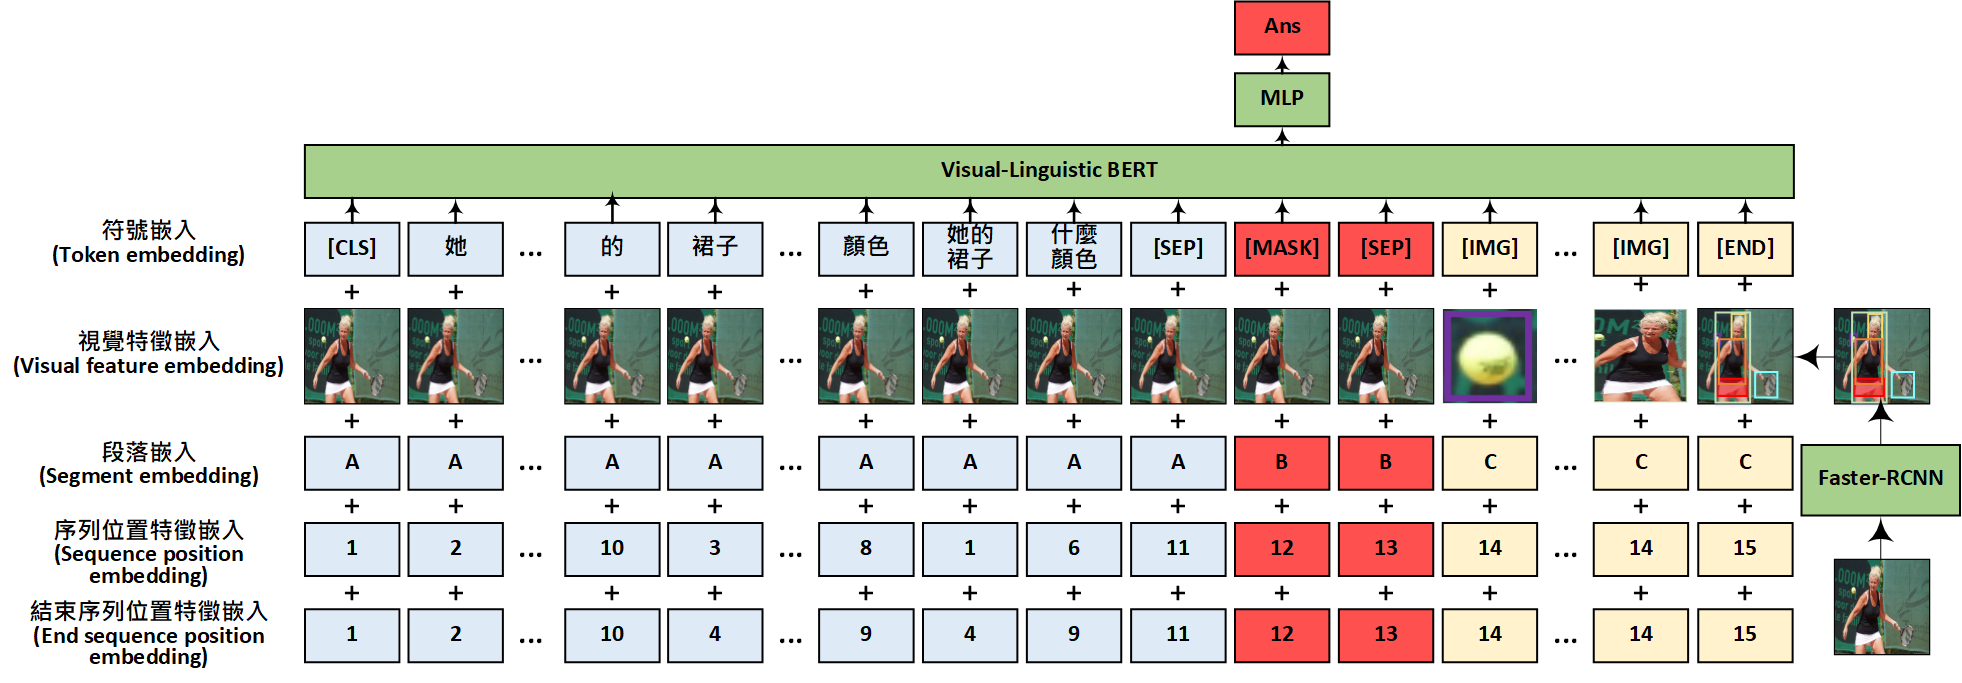 Ans
MLP
Visual-Linguistic BERT
符號嵌入
(Token embedding)
[CLS] 她 ... 的 裙子 ... 顏色 她的裙子 什麼顏色 [SEP] [MASK] [SEP] [IMG] ... [IMG] [END]
+ + + + + + + + + + + + +
視覺特徵嵌入
(Visual feature embedding)
... ... ...
+ + + + + + + + + + + + +
段落嵌入
(Segment embedding)
A A ... A A ... A A A A B B C ... C C
Faster-RCNN
+ + + + + + + + + + + + +
序列位置特徵嵌入
(Sequence position
embedding)
1 2 ... 10 3 ... 8 1 6 11 12 13 14 ... 14 15
+ + + + + + + + + + + + +
結束序列位置特徵嵌入
(End sequence position
embedding)
1 2 ... 10 4 ... 9 4 9 11 12 13 14 ... 14 15